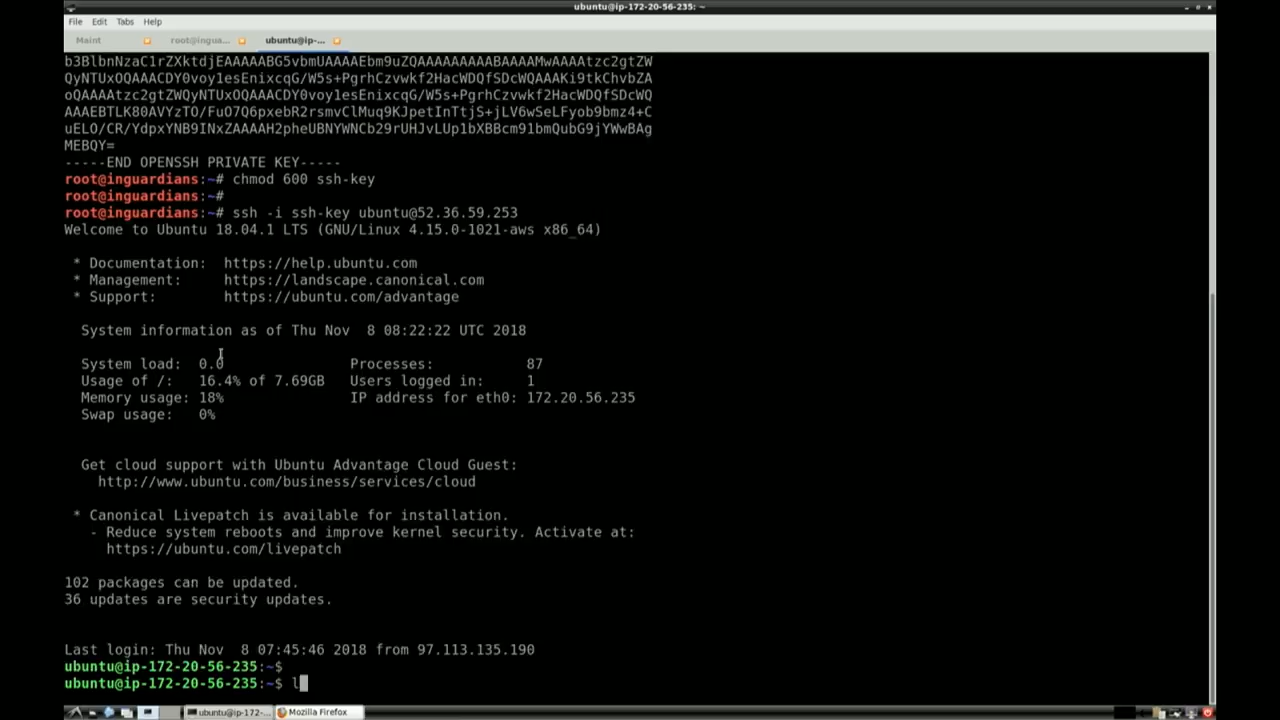 ubuntu@ip-172-20-56-235: ~
File Edit Tabs Help
Maint root@ingua... ubuntu@ip-...
b3BlbnNzaC1rZXktdjEAAAAABG5vbmUAAAAEbm9uZQAAAAAAAAABAAAAMwAAAAtzc2gtZW
QyNTUxOQAAACDY0voy1esEnixcqG/W5s+PgrhCzvwkf2HacWDQfSDcWQAAAKi9tkChvbZA
oQAAAAtzc2gtZWQyNTUxOQAAACDY0voy1esEnixcqG/W5s+PgrhCzvwkf2HacWDQfSDcWQ
AAAEBTLK80AVYzTO/FuO7Q6pxebR2rsmvClMuq9KJpetInTtjS+jLV6wSeLFyob9bmz4+C
uELO/CR/YdpxYNB9INxZAAAAH2pheUBNYWNCb29rUHJvLUp1bXBBcm91bmQubG9jYWwBAg
MEBQY=
-----END OPENSSH PRIVATE KEY-----
root@inguardians:~# chmod 600 ssh-key
root@inguardians:~#
root@inguardians:~# ssh -i ssh-key ubuntu@52.36.59.253
Welcome to Ubuntu 18.04.1 LTS (GNU/Linux 4.15.0-1021-aws x86_64)
* Documentation: https://help.ubuntu.com
* Management: https://landscape.canonical.com
* Support: https://ubuntu.com/advantage
System information as of Thu Nov 8 08:22:22 UTC 2018
System load: 0.0 Processes: 87
Usage of /: 16.4% of 7.69GB Users logged in: 1
Memory usage: 18% IP address for eth0: 172.20.56.235
Swap usage: 0%
Get cloud support with Ubuntu Advantage Cloud Guest:
http://www.ubuntu.com/business/services/cloud
* Canonical Livepatch is available for installation.
- Reduce system reboots and improve kernel security. Activate at:
https://ubuntu.com/livepatch
102 packages can be updated.
36 updates are security updates.
Last login: Thu Nov 8 07:45:46 2018 from 97.113.135.190
ubuntu@ip-172-20-56-235:~$
ubuntu@ip-172-20-56-235:~$ l
ubuntu@ip-172-... Mozilla Firefox